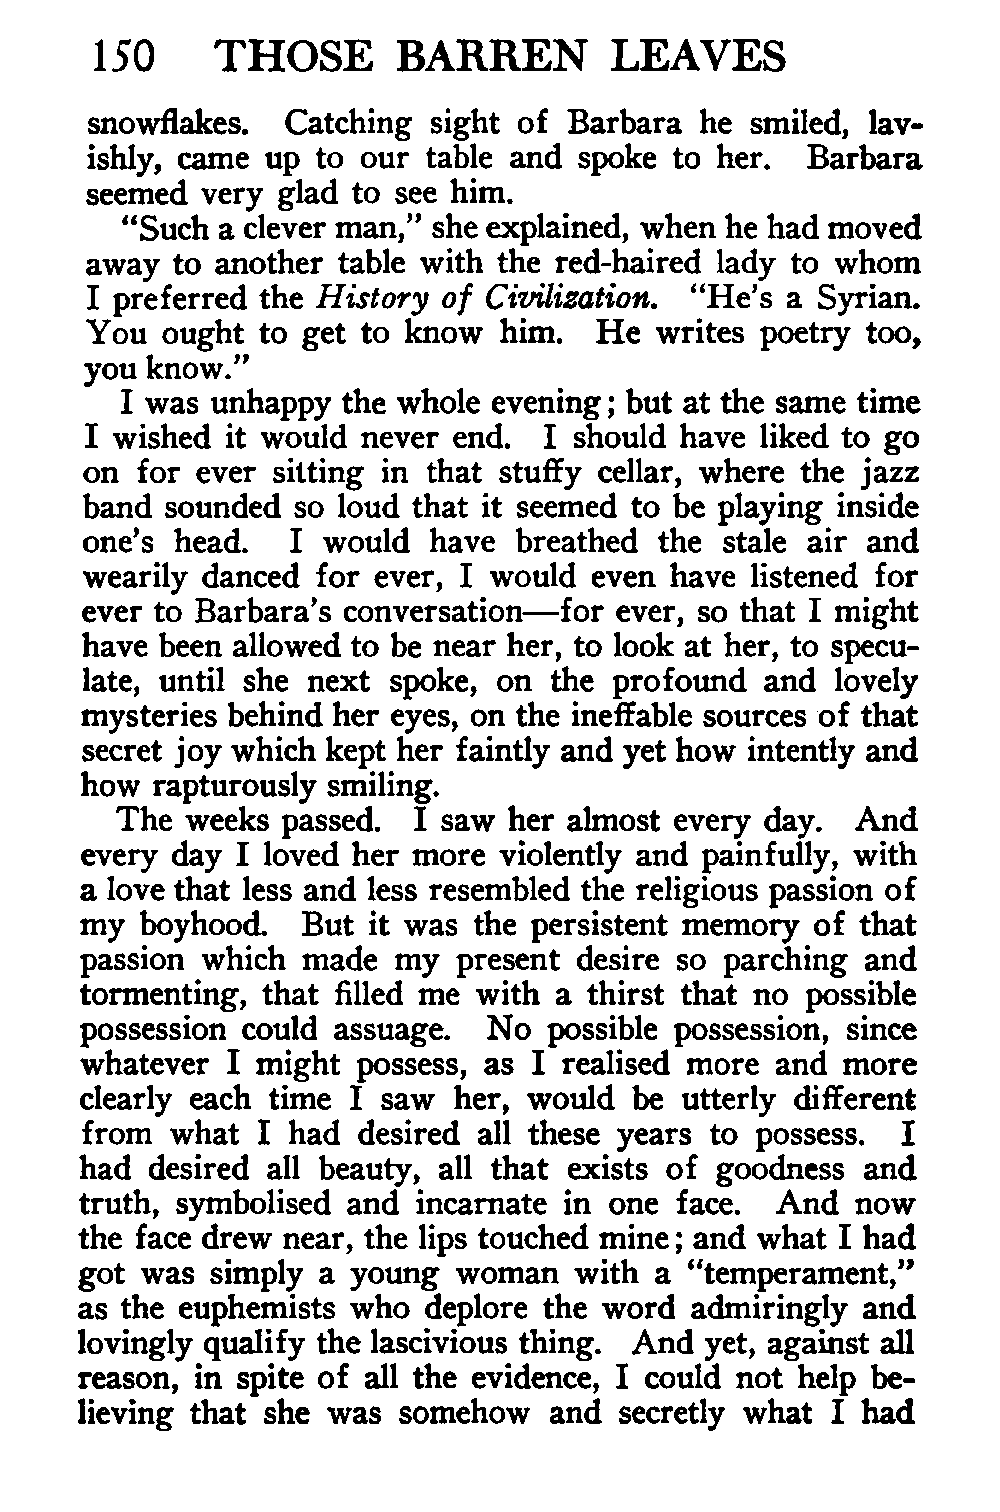 150 THOSE BARREN LEAVES
snowflakes. Catching sight of Barbara he smiled, lav-
ishly, came up to our table and spoke to her. Barbara
seemed very glad to see him.
“Such a clever man,” she explained, when he had moved
away to another table with the red-haired lady to whom
I preferred the History of Civilization. “He’s a Syrian.
You ought to get to know him. He writes poetry too,
you know.”
I was unhappy the whole evening; but at the same time
I wished it would never end. I should have liked to go
on for ever sitting in that stuffy cellar, where the jazz
band sounded so loud that it seemed to be playing inside
one’s head. I would have breathed the stale air and
wearily danced for ever, I would even have listened for
ever to Barbara’s conversation—for ever, so that I might
have been allowed to be near her, to look at her, to specu-
late, until she next spoke, on the profound and lovely
mysteries behind her eyes, on the ineffable sources of that
secret joy which kept her faintly and yet how intently and
how rapturously smiling.
The weeks passed. I saw her almost every day. And
every day I loved her more violently and painfully, with
a love that less and less resembled the religious passion of
my boyhood. But it was the persistent memory of that
passion which made my present desire so parching and
tormenting, that filled me with a thirst that no possible
possession could assuage. No possible possession, since
whatever I might possess, as I realised more and more
clearly each time I saw her, would be utterly different
from what I had desired all these years to possess. I
had desired all beauty, all that exists of goodness and
truth, symbolised and incarnate in one face. And now
the face drew near, the lips touched mine; and what I had
got was simply a young woman with a “temperament,”
as the euphemists who deplore the word admiringly and
lovingly qualify the lascivious thing. And yet, against all
reason, in spite of all the evidence, I could not help be-
lieving that she was somehow and secretly what I had